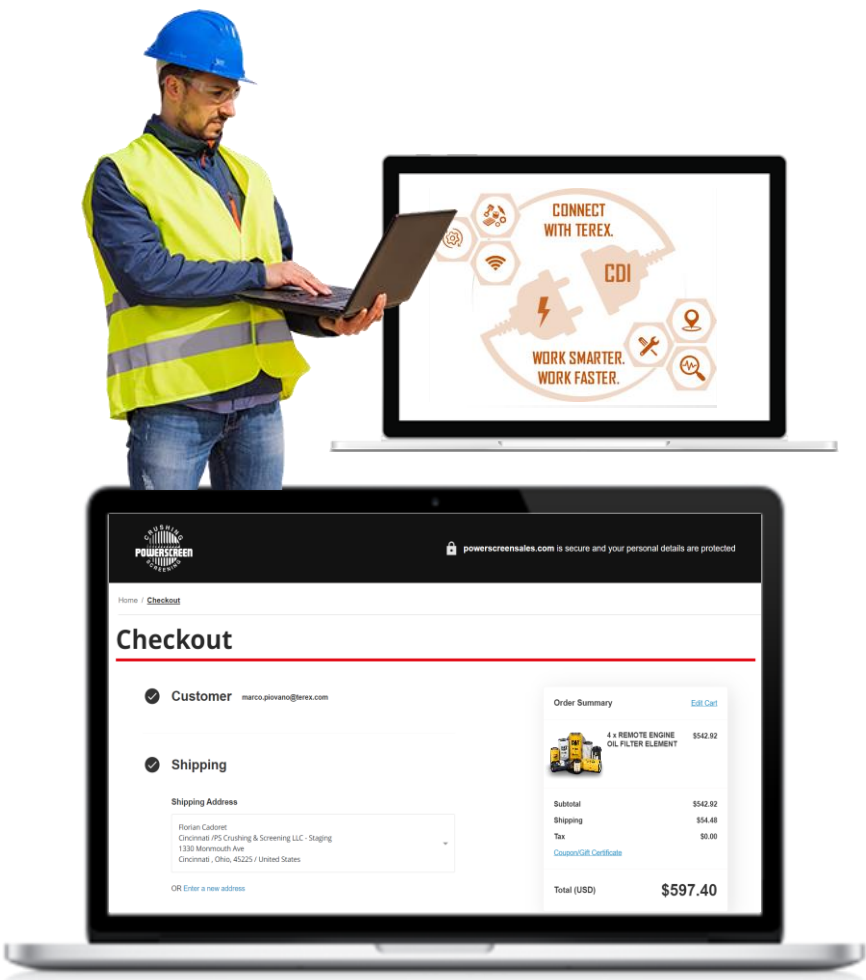 CONNECT
WITH TEREX.
CDI
WORK SMARTER.
WORK FASTER.
CRUSHING
POWERSCREEN
SCREENING
powerscreensales.com is secure and your personal details are protected
Home / Checkout
Checkout
Customer marco.piovano@terex.com
Order Summary Edit Cart
4 x REMOTE ENGINE $542.92
OIL FILTER ELEMENT
Shipping
Shipping Address
Florian Cadoret
Cincinnati /PS Crushing & Screening LLC - Staging
1330 Monmouth Ave
Cincinnati , Ohio, 45225 / United States
OR Enter a new address
Subtotal $542.92
Shipping $54.48
Tax $0.00
Coupon/Gift Certificate
Total (USD) $597.40